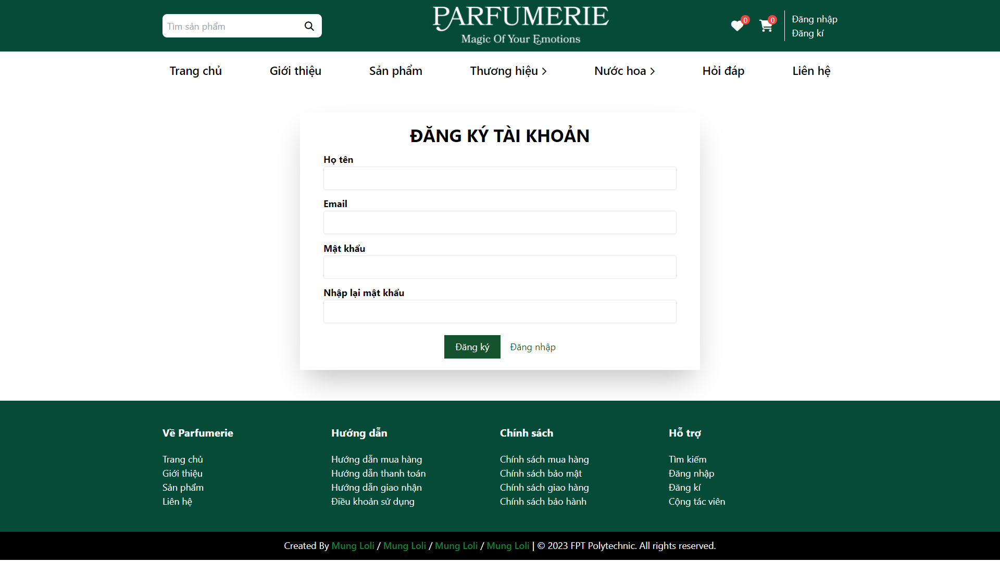 Tìm sản phẩm
PARFUMERIE
Magic Of Your Emotions
0
0
Đăng nhập
Đăng kí
Trang chủ
Giới thiệu
Sản phẩm
Thương hiệu
Nước hoa
Hỏi đáp
Liên hệ
ĐĂNG KÝ TÀI KHOẢN
Họ tên
Email
Mật khẩu
Nhập lại mật khẩu
Đăng ký
Đăng nhập
Về Parfumerie
Trang chủ
Giới thiệu
Sản phẩm
Liên hệ
Hướng dẫn
Hướng dẫn mua hàng
Hướng dẫn thanh toán
Hướng dẫn giao nhận
Điều khoản sử dụng
Chính sách
Chính sách mua hàng
Chính sách bảo mật
Chính sách giao hàng
Chính sách bảo hành
Hỗ trợ
Tìm kiếm
Đăng nhập
Đăng kí
Cộng tác viên
Created By Mung Loli / Mung Loli / Mung Loli / Mung Loli | © 2023 FPT Polytechnic. All rights reserved.